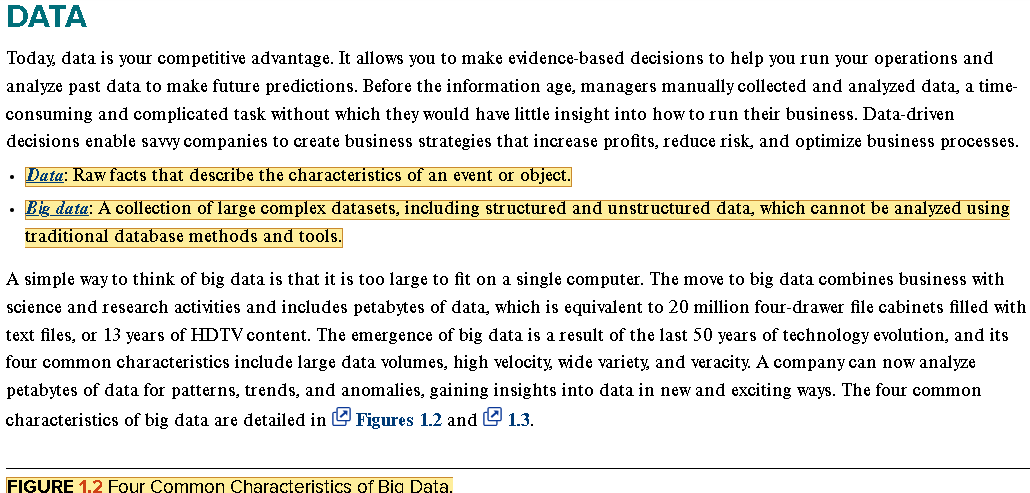 DATA
Today, data is your competitive advantage. It allows you to make evidence-based decisions to help you run your operations and
analyze past data to make future predictions. Before the information age, managers manually collected and analyzed data, a time-
consuming and complicated task without which they would have little insight into how to run their business. Data-driven
decisions enable savvy companies to create business strategies that increase profits, reduce risk, and optimize business processes.
• Data: Raw facts that describe the characteristics of an event or object.
• Big data: A collection of large complex datasets, including structured and unstructured data, which cannot be analyzed using
traditional database methods and tools.
A simple way to think of big data is that it is too large to fit on a single computer. The move to big data combines business with
science and research activities and includes petabytes of data, which is equivalent to 20 million four-drawer file cabinets filled with
text files, or 13 years of HDTV content. The emergence of big data is a result of the last 50 years of technology evolution, and its
four common characteristics include large data volumes, high velocity, wide variety, and veracity. A company can now analyze
petabytes of data for patterns, trends, and anomalies, gaining insights into data in new and exciting ways. The four common
characteristics of big data are detailed in Figures 1.2 and 1.3.
FIGURE 1.2 Four Common Characteristics of Big Data.